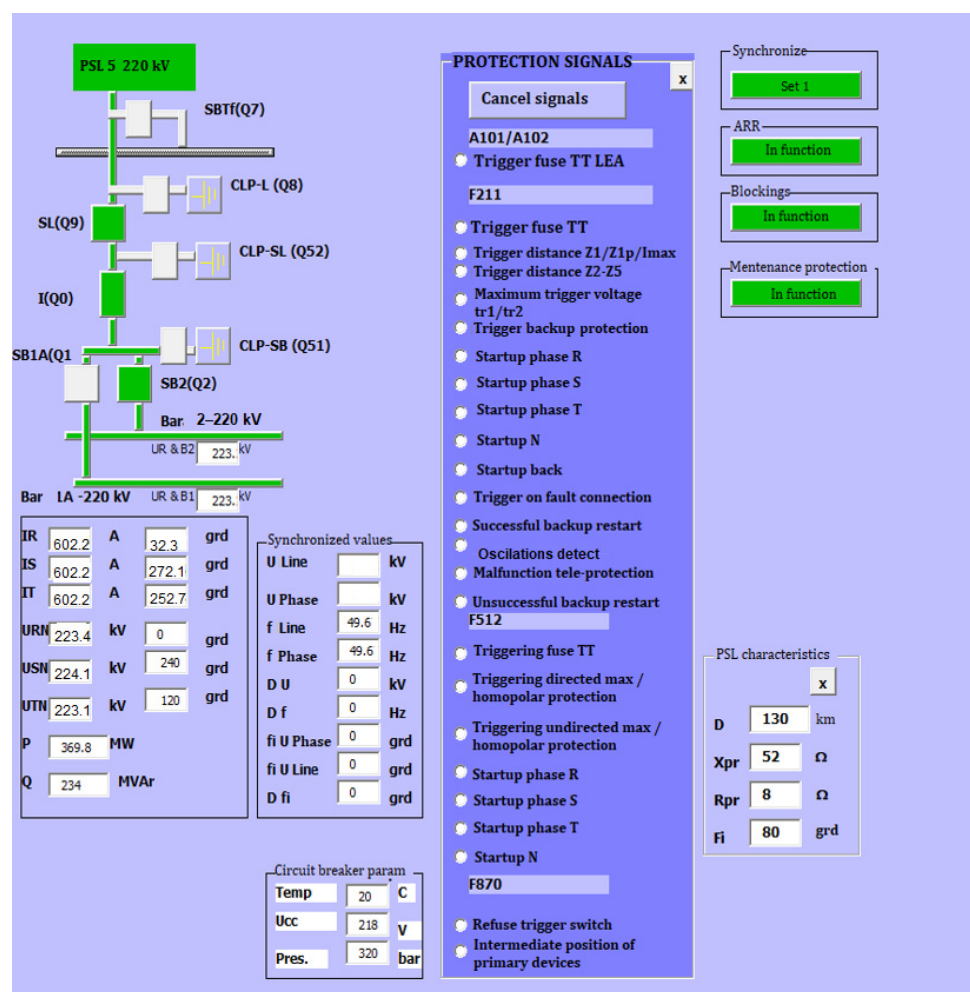 PSL 5 220 kV
SBTf(Q7)
CLP-L (Q8)
SL(Q9)
CLP-SL (Q52)
I(Q0)
CLP-SB (Q51)
SB1A(Q1
SB2(Q2)
Bar. 2–220 kV
UR & B2 223. kV
Bar 1A -220 kV UR & B1 223. kV
IR 602.2 A 32.3 grd
IS 602.2 A 272.1 grd
IT 602.2 A 252.7 grd
URN 223.4 kV 0 grd
USN 224.1 kV 240 grd
UTN 223.1 kV 120 grd
P 369.8 MW
Q 234 MVAr
Synchronized values
U Line kV
U Phase kV
f Line 49.6 Hz
f Phase 49.6 Hz
D U 0 kV
D f 0 Hz
fi U Phase 0 grd
fi U Line 0 grd
D fi 0 grd
Circuit breaker param
Temp 20 C
Ucc 218 V
Pres. 320 bar
PROTECTION SIGNALS
x
Cancel signals
A101/A102
Trigger fuse TT LEA
F211
Trigger fuse TT
Trigger distance Z1/Z1p/Imax
Trigger distance Z2-Z5
Maximum trigger voltage
tr1/tr2
Trigger backup protection
Startup phase R
Startup phase S
Startup phase T
Startup N
Startup back
Trigger on fault connection
Successful backup restart
Oscilations detect
Malfunction tele-protection
Unsuccessful backup restart
F512
Triggering fuse TT
Triggering directed max /
homopolar protection
Triggering undirected max /
homopolar protection
Startup phase R
Startup phase S
Startup phase T
Startup N
F870
Refuse trigger switch
Intermediate position of
primary devices
Synchronize
Set 1
ARR
In function
Blockings
In function
Mentenance protection
In function
PSL characteristics
x
D 130 km
Xpr 52 Ω
Rpr 8 Ω
Fi 80 grd